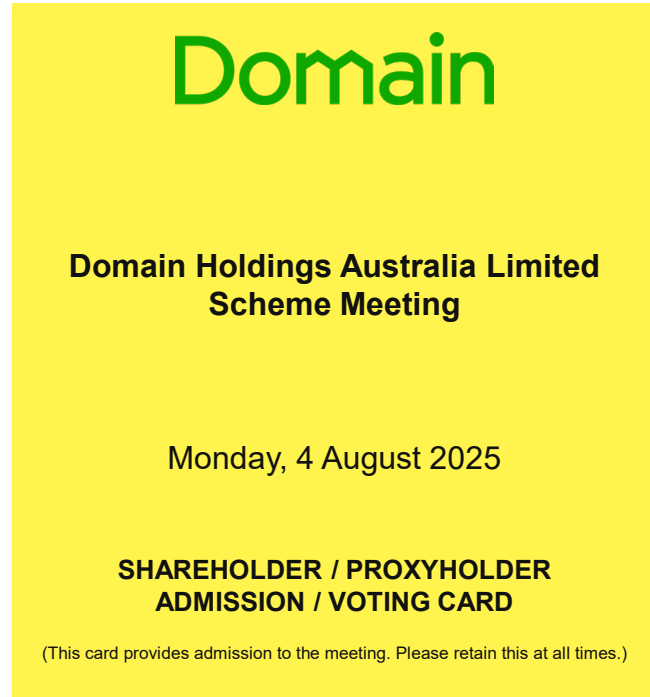 Domain
Domain Holdings Australia Limited
Scheme Meeting
Monday, 4 August 2025
SHAREHOLDER / PROXYHOLDER
ADMISSION / VOTING CARD
(This card provides admission to the meeting. Please retain this at all times.)